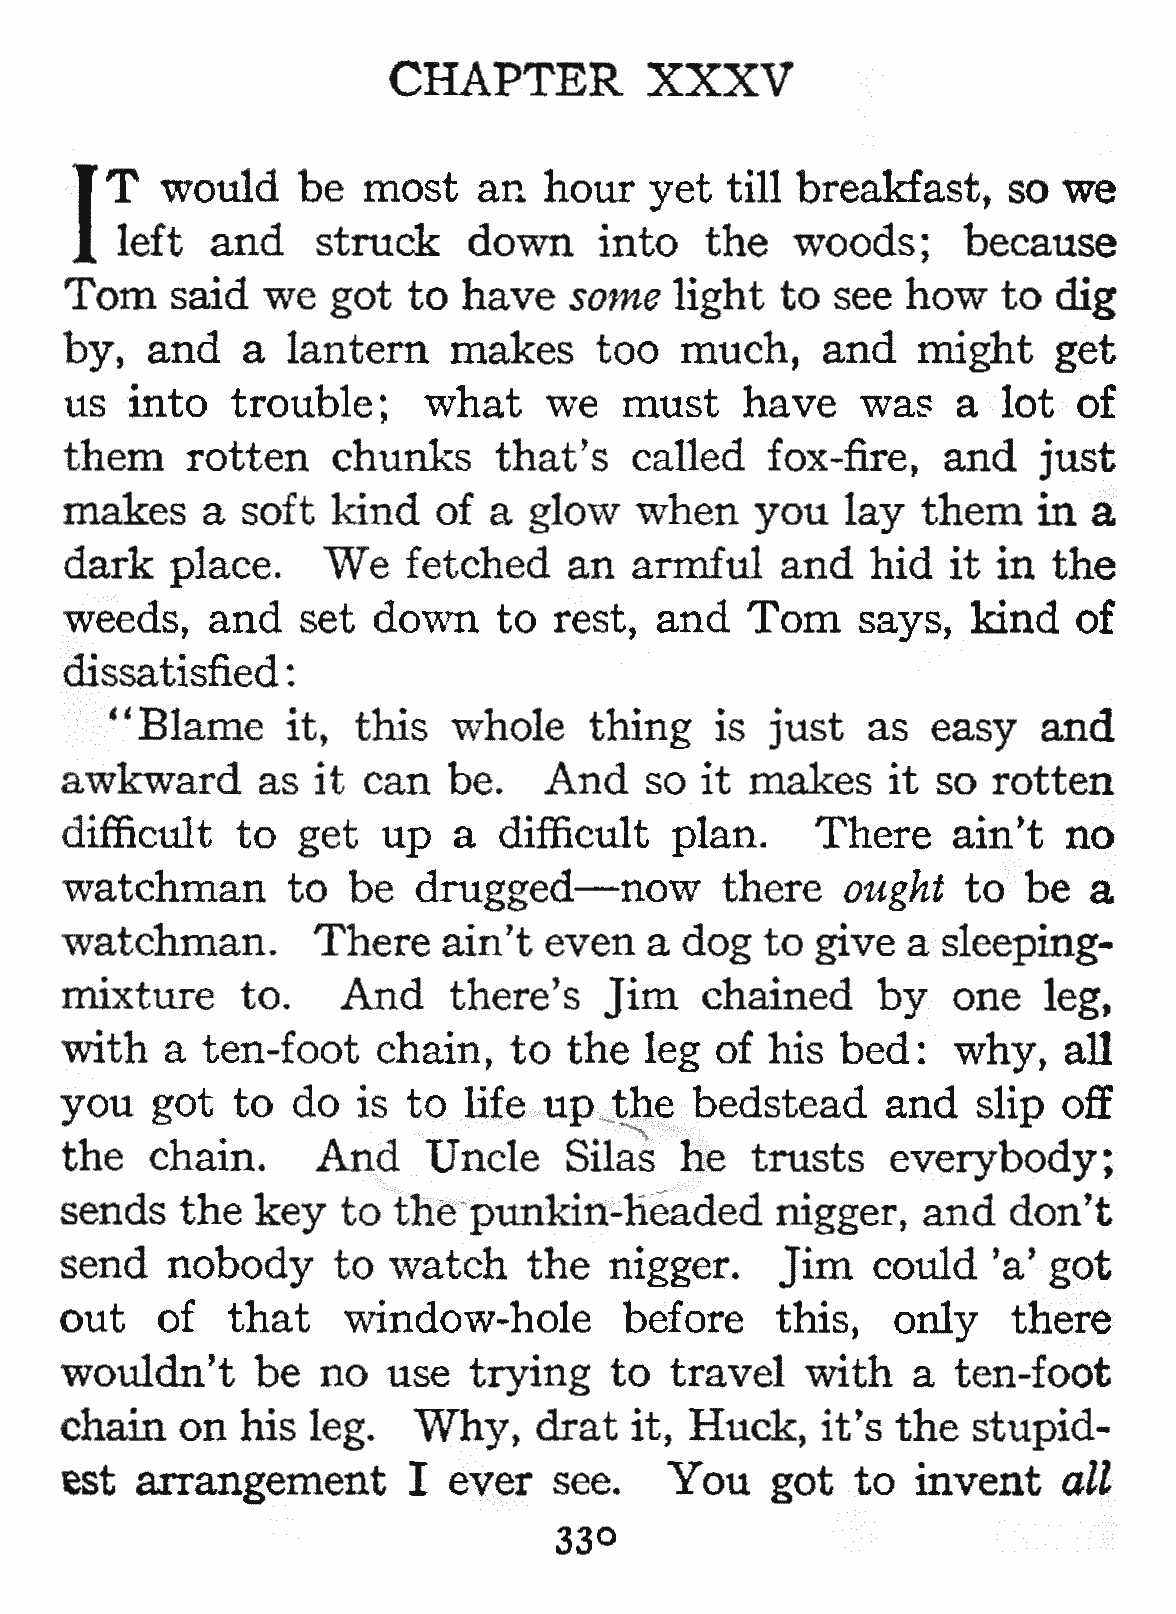 CHAPTER XXXV
IT would be most an hour yet till breakfast, so we
left and struck down into the woods; because
Tom said we got to have some light to see how to dig
by, and a lantern makes too much, and might get
us into trouble; what we must have was a lot of
them rotten chunks that's called fox-fire, and just
makes a soft kind of a glow when you lay them in a
dark place. We fetched an armful and hid it in the
weeds, and set down to rest, and Tom says, kind of
dissatisfied:
"Blame it, this whole thing is just as easy and
awkward as it can be. And so it makes it so rotten
difficult to get up a difficult plan. There ain't no
watchman to be drugged—now there ought to be a
watchman. There ain't even a dog to give a sleeping-
mixture to. And there's Jim chained by one leg,
with a ten-foot chain, to the leg of his bed: why, all
you got to do is to life up the bedstead and slip off
the chain. And Uncle Silas he trusts everybody;
sends the key to the punkin-headed nigger, and don't
send nobody to watch the nigger. Jim could 'a' got
out of that window-hole before this, only there
wouldn't be no use trying to travel with a ten-foot
chain on his leg. Why, drat it, Huck, it's the stupid-
est arrangement I ever see. You got to invent all
330